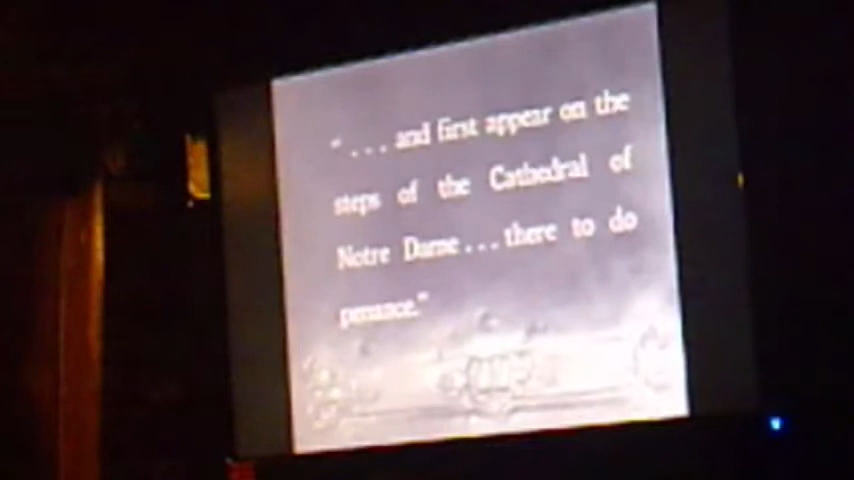 " . . . and first appear on the
steps of the Cathedral of
Notre Dame . . . there to do
penance."